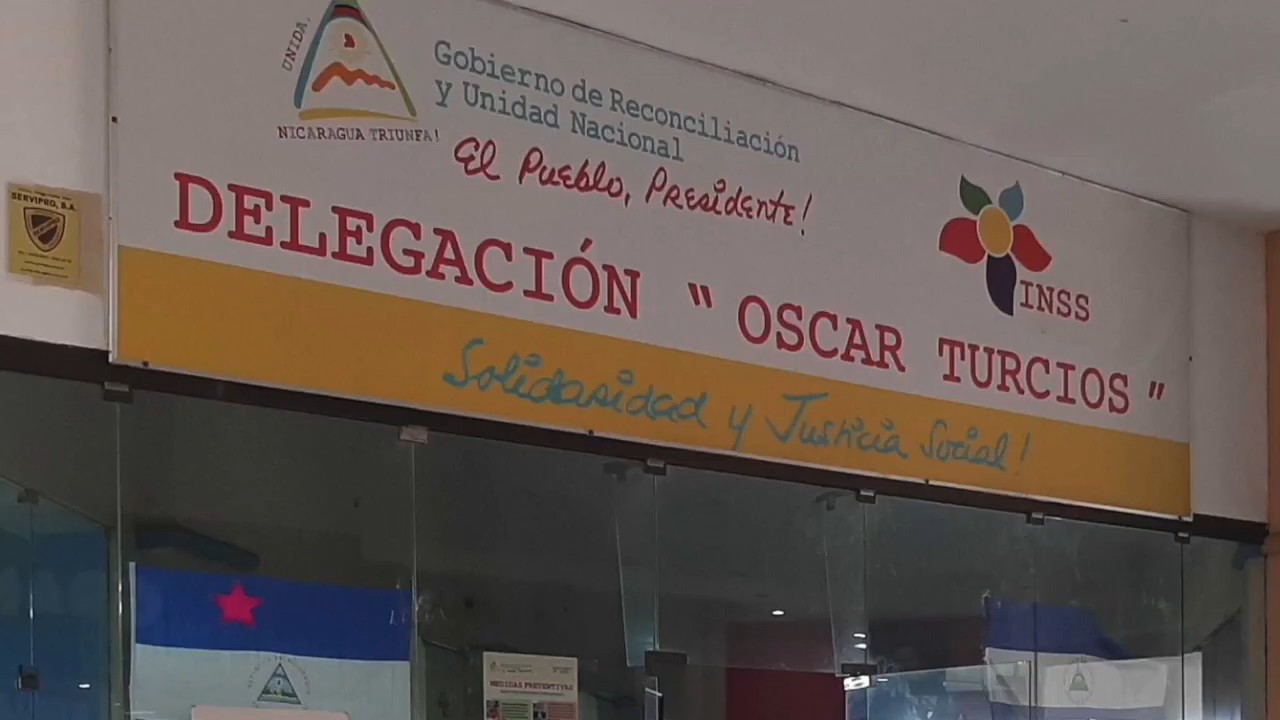 UNIDA,
NICARAGUA TRIUNFA!
Gobierno de Reconciliación
y Unidad Nacional
El Pueblo, Presidente!
DELEGACIÓN " OSCAR TURCIOS "
INSS
Solidaridad y Justicia Social!
SERVIPRO, S.A.
MEDIDAS PREVENTIVAS